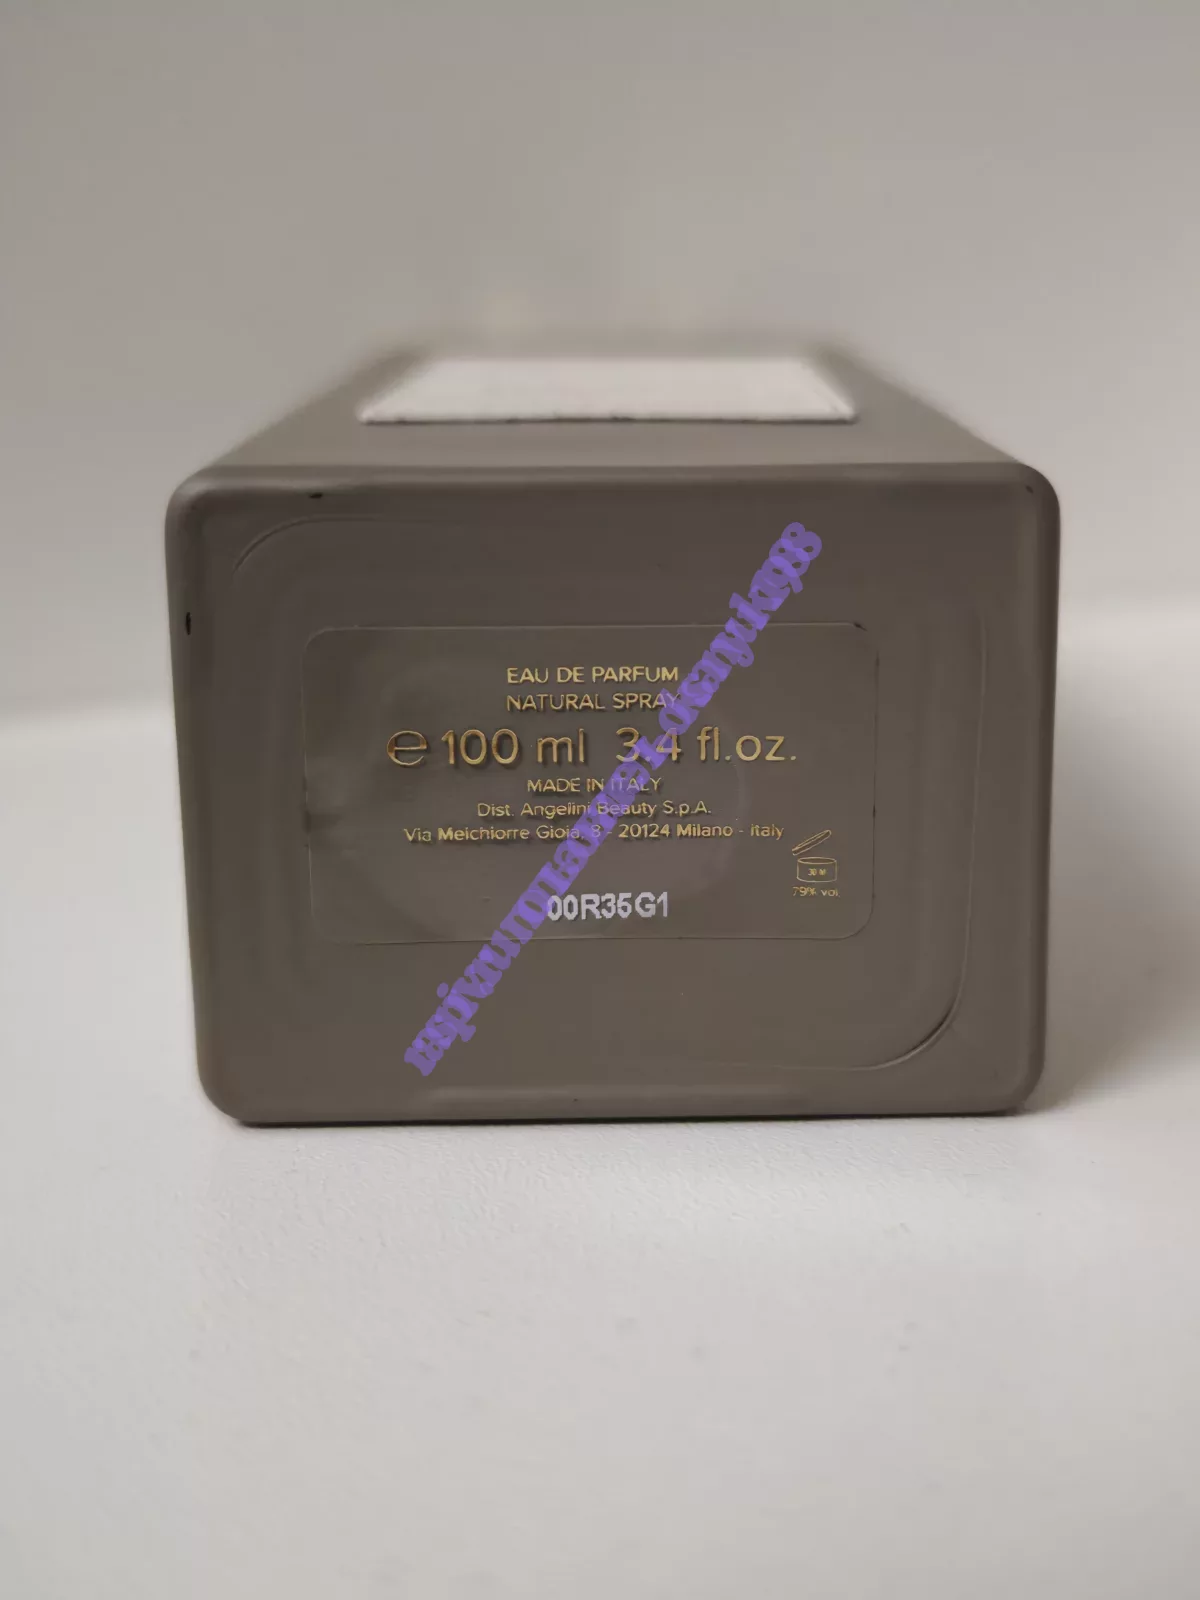 EAU DE PARFUM
NATURAL SPRAY
e 100 ml 3.4 fl.oz.
MADE IN ITALY
Dist. Angelini Beauty S.p.A.
Via Melchiorre Gioia, 8 - 20124 Milano - Italy
79% vol.
00R35G1